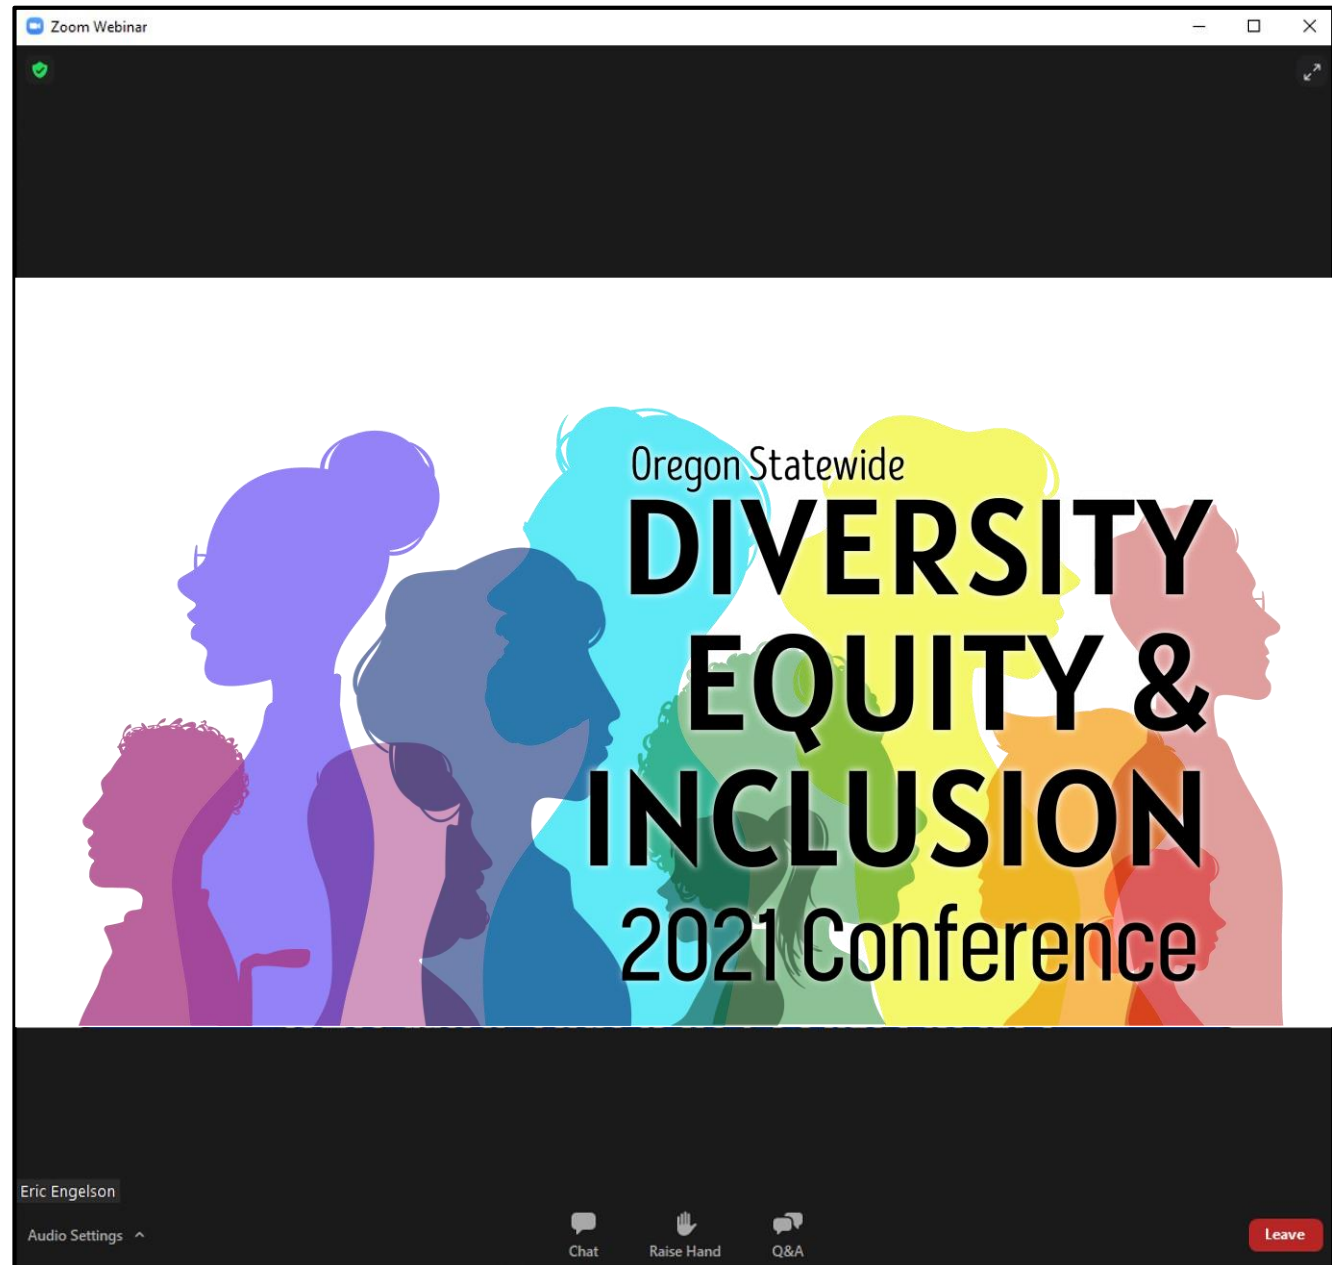 Zoom Webinar
Oregon Statewide
DIVERSITY
EQUITY &
INCLUSION
2021 Conference
Eric Engelson
Audio Settings
Chat
Raise Hand
Q&A
Leave